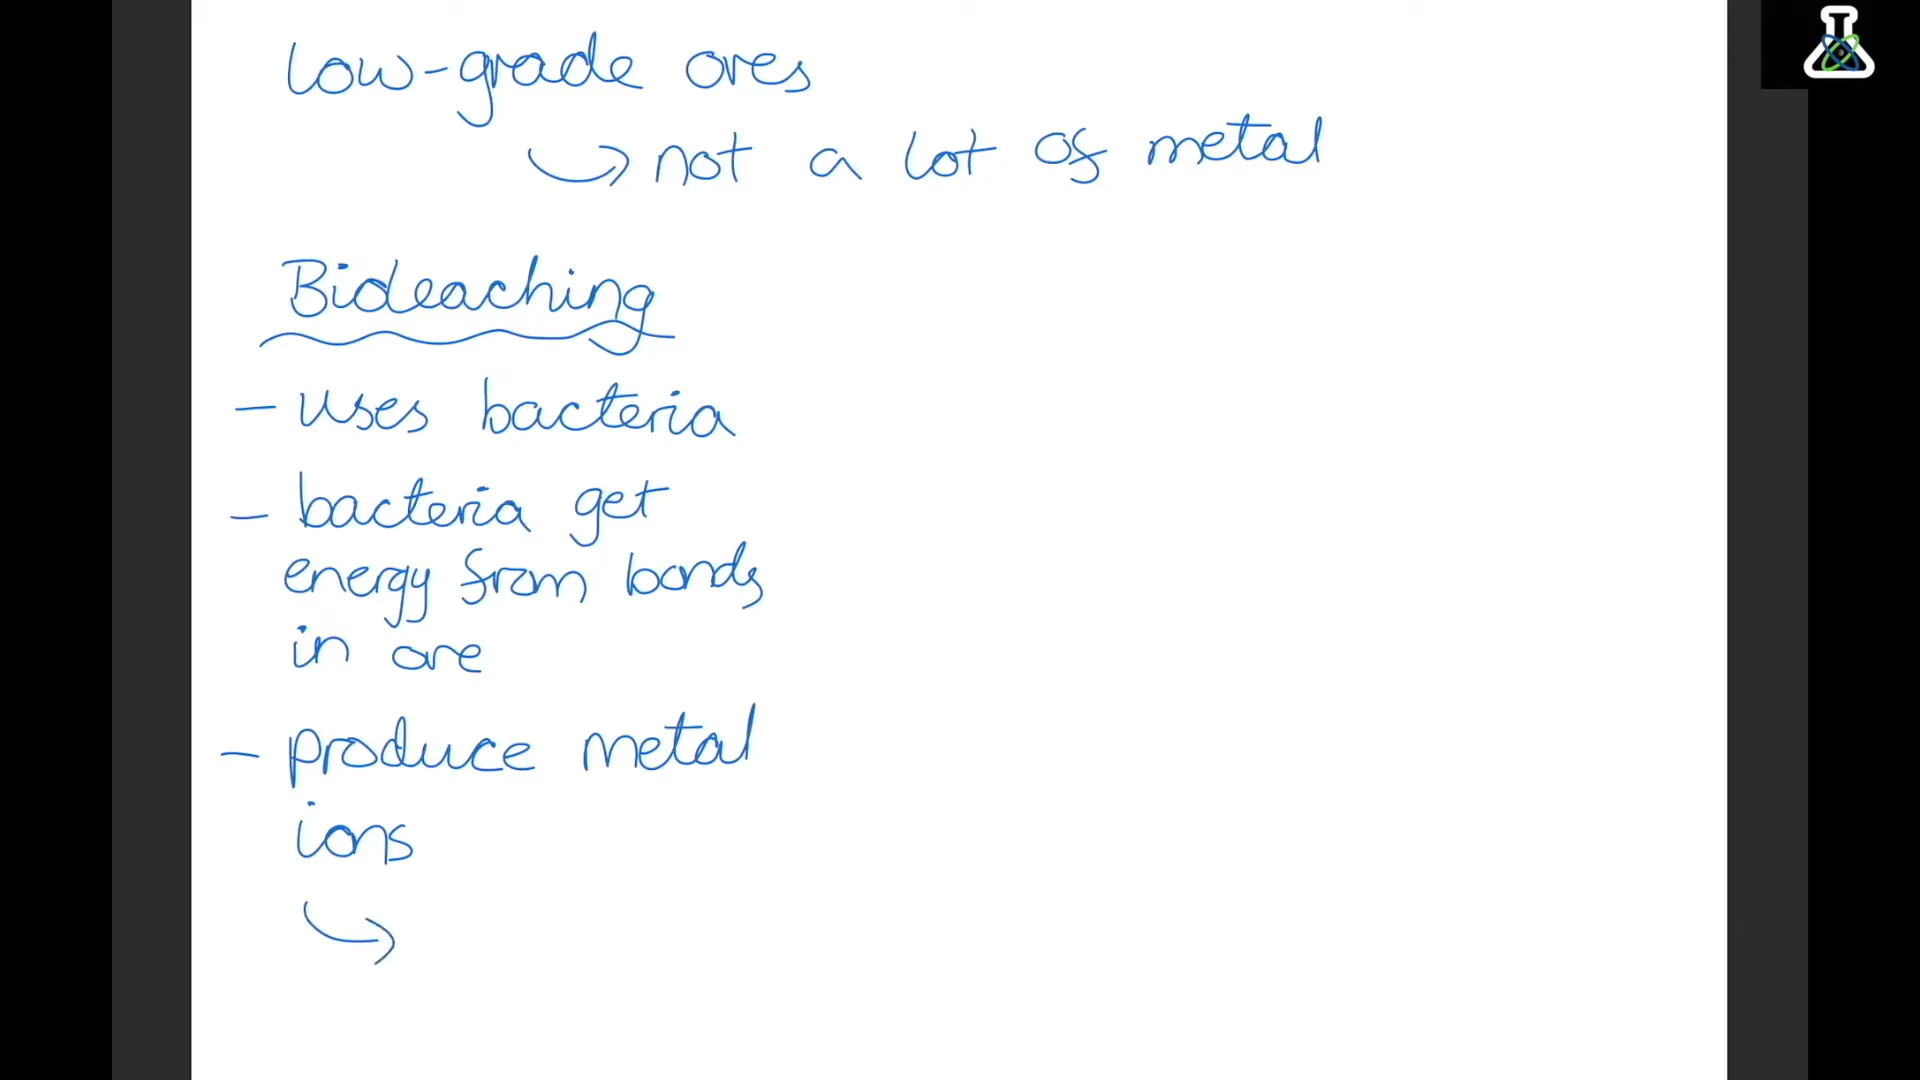 low-grade ores
↳ not a lot of metal
Bioleaching
- uses bacteria
- bacteria get
energy from bonds
in ore
- produce metal
ions
↳